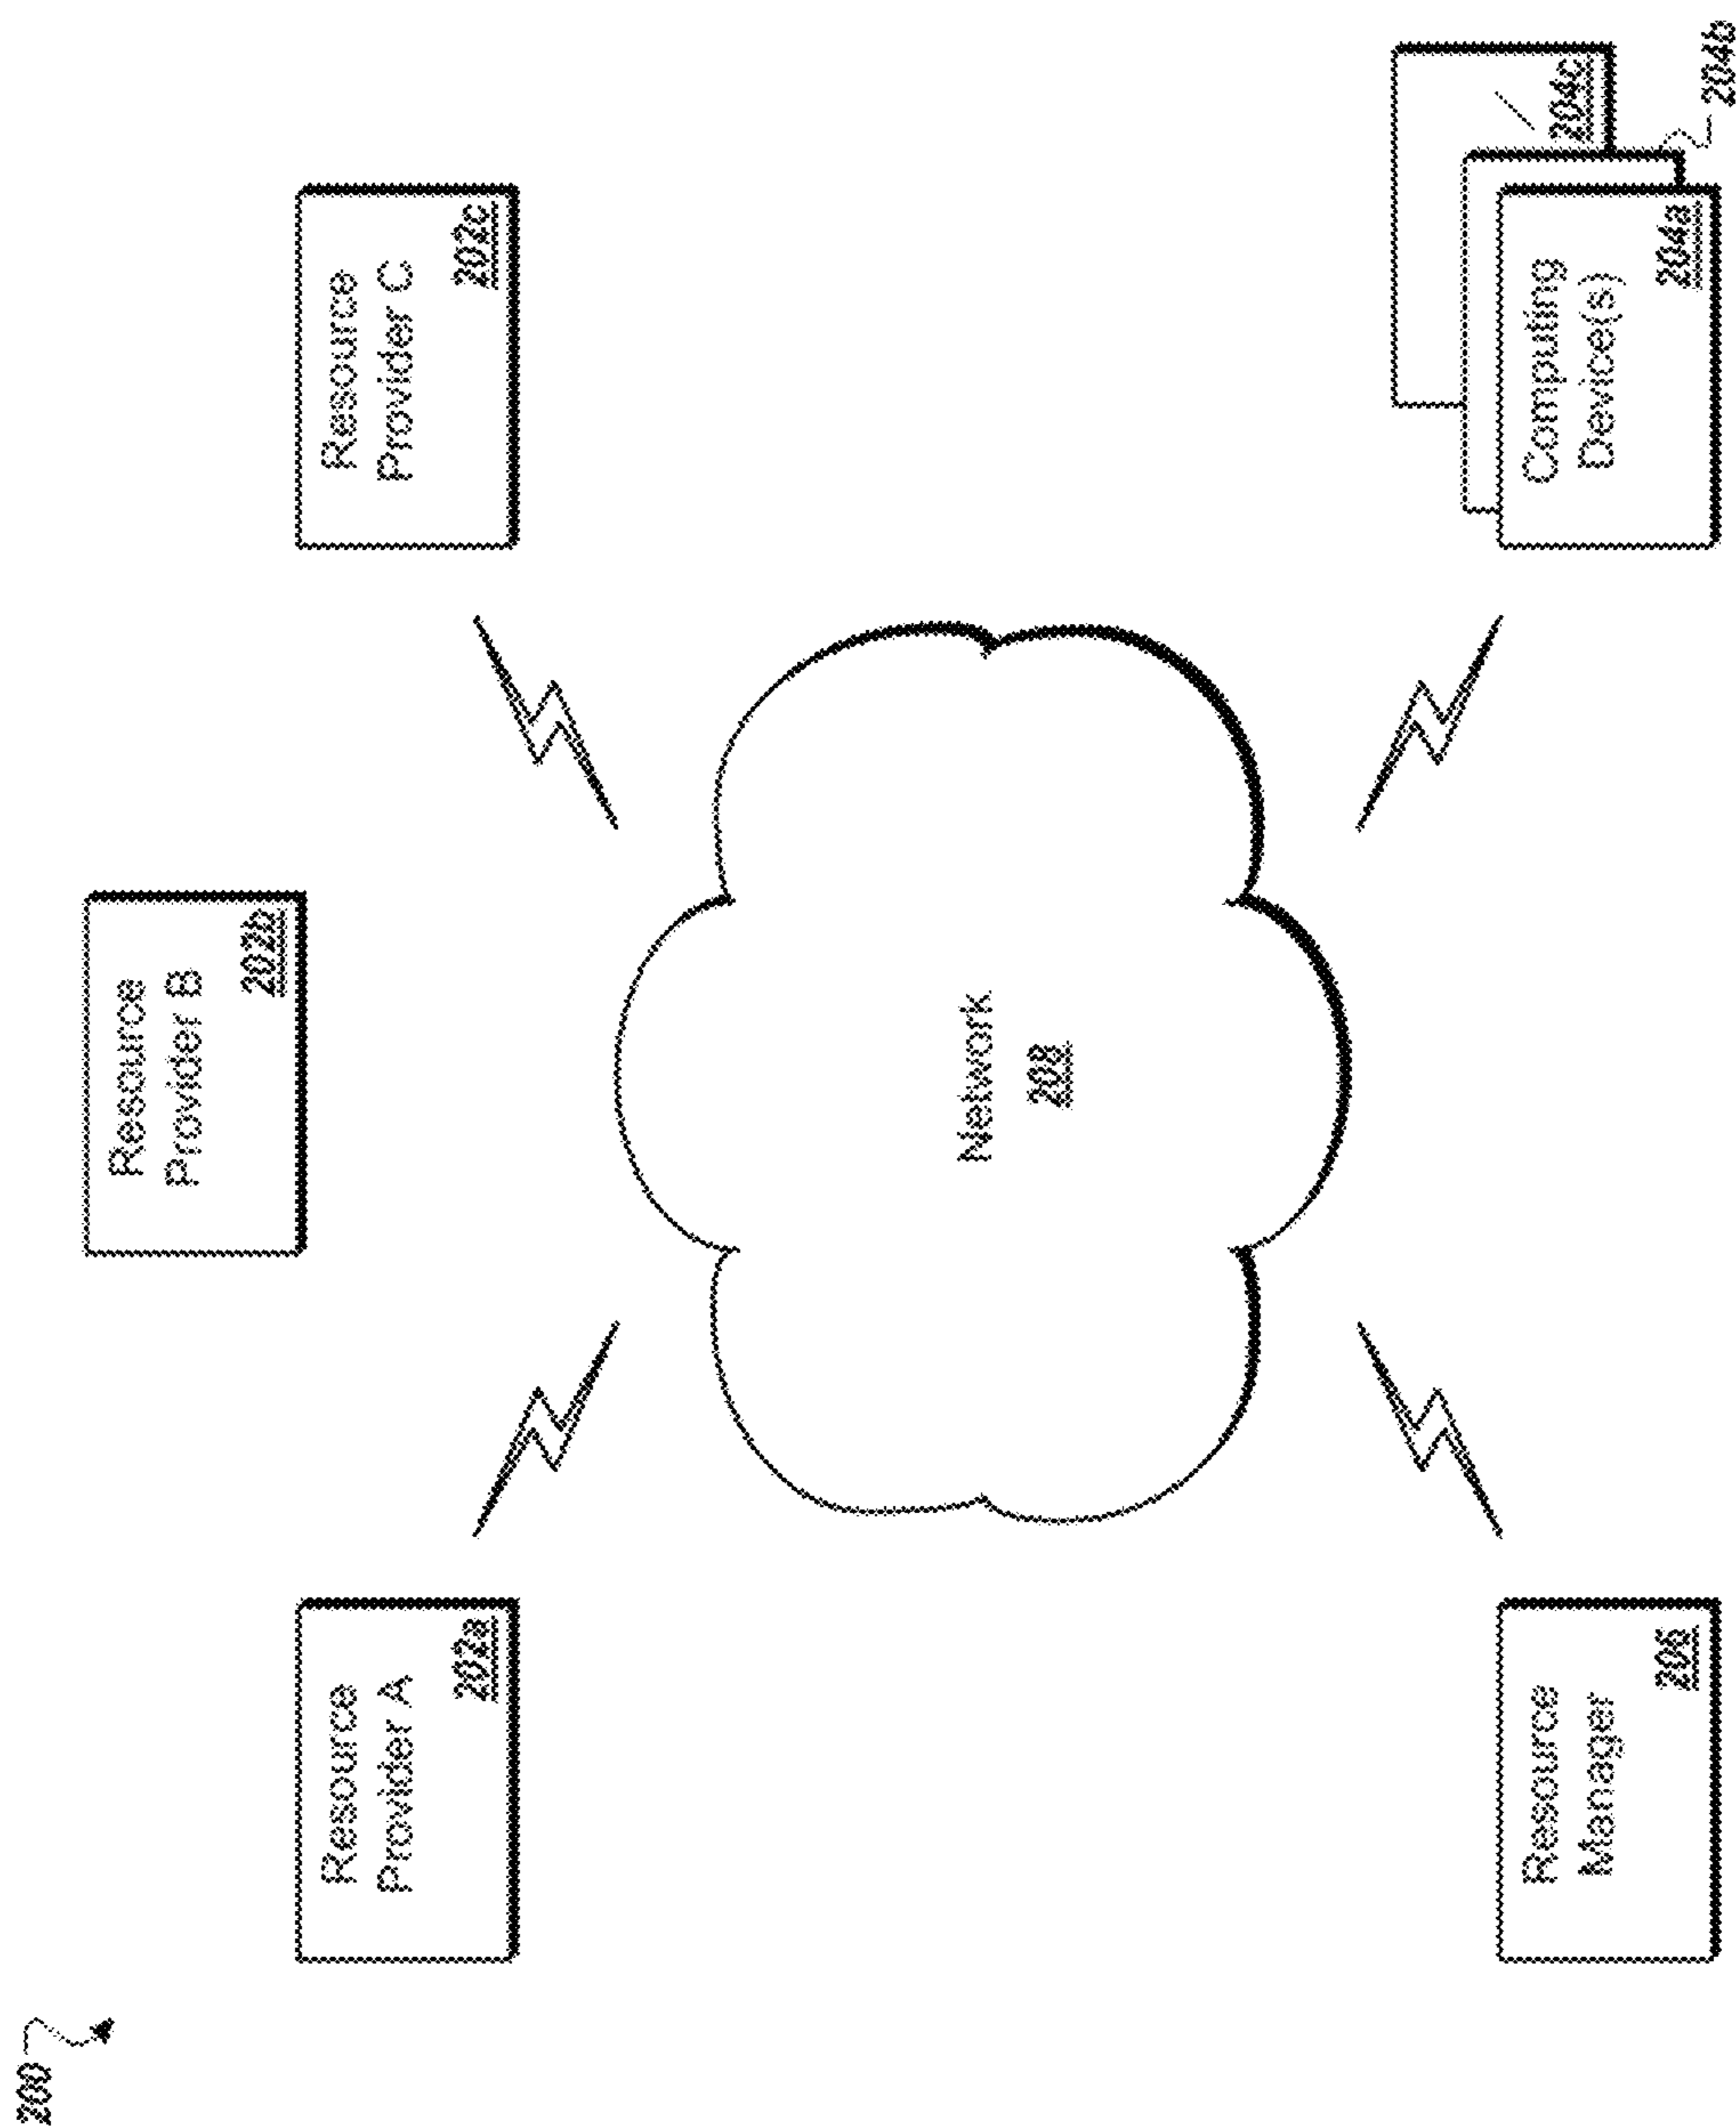 200
Resource
Provider B
202b
Resource
Provider A
202a
Resource
Provider C
202c
Network
208
Resource
Manager
206
Computing
Device(s)
204a
204b
204c